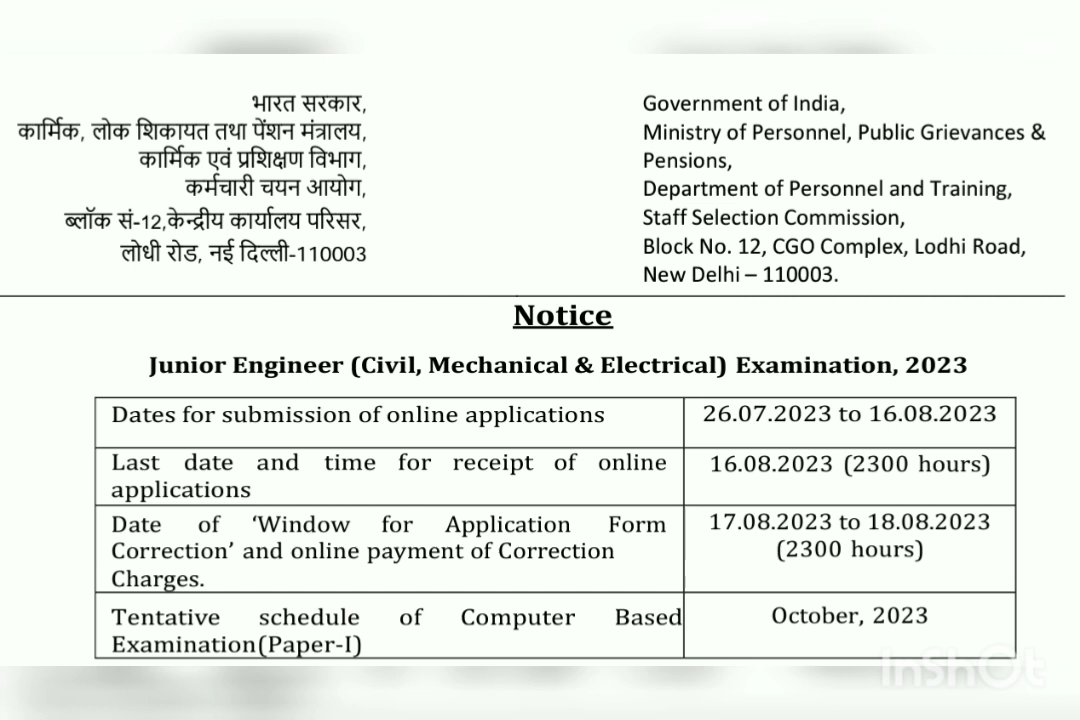 भारत सरकार,
कार्मिक, लोक शिकायत तथा पेंशन मंत्रालय,
कार्मिक एवं प्रशिक्षण विभाग,
कर्मचारी चयन आयोग,
ब्लॉक सं-12,केन्द्रीय कार्यालय परिसर,
लोधी रोड, नई दिल्ली-110003
Government of India,
Ministry of Personnel, Public Grievances &
Pensions,
Department of Personnel and Training,
Staff Selection Commission,
Block No. 12, CGO Complex, Lodhi Road,
New Delhi – 110003.
Notice
Junior Engineer (Civil, Mechanical & Electrical) Examination, 2023
Dates for submission of online applications
26.07.2023 to 16.08.2023
Last date and time for receipt of online
applications
16.08.2023 (2300 hours)
Date of ‘Window for Application Form
Correction’ and online payment of Correction
Charges.
17.08.2023 to 18.08.2023
(2300 hours)
Tentative schedule of Computer Based
Examination(Paper-I)
October, 2023
InShOt